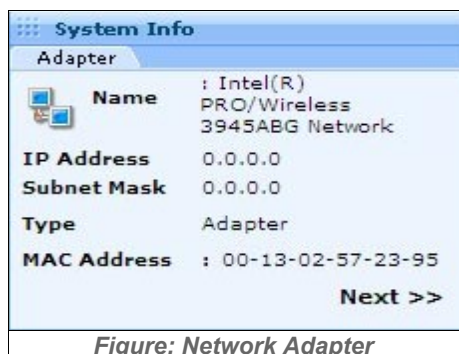 System Info
Adapter
Name : Intel(R)
PRO/Wireless
3945ABG Network
IP Address 0.0.0.0
Subnet Mask 0.0.0.0
Type Adapter
MAC Address : 00-13-02-57-23-95
Next >>
Figure: Network Adapter